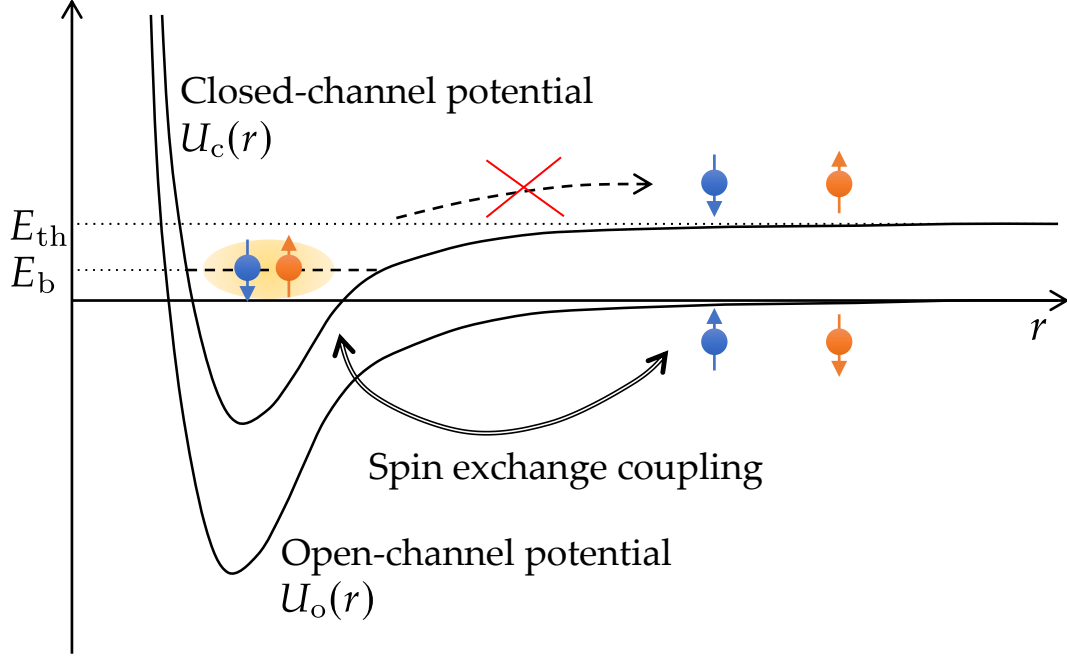 Closed-channel potential
U_c(r)
E_th
E_b
r
Spin exchange coupling
Open-channel potential
U_o(r)